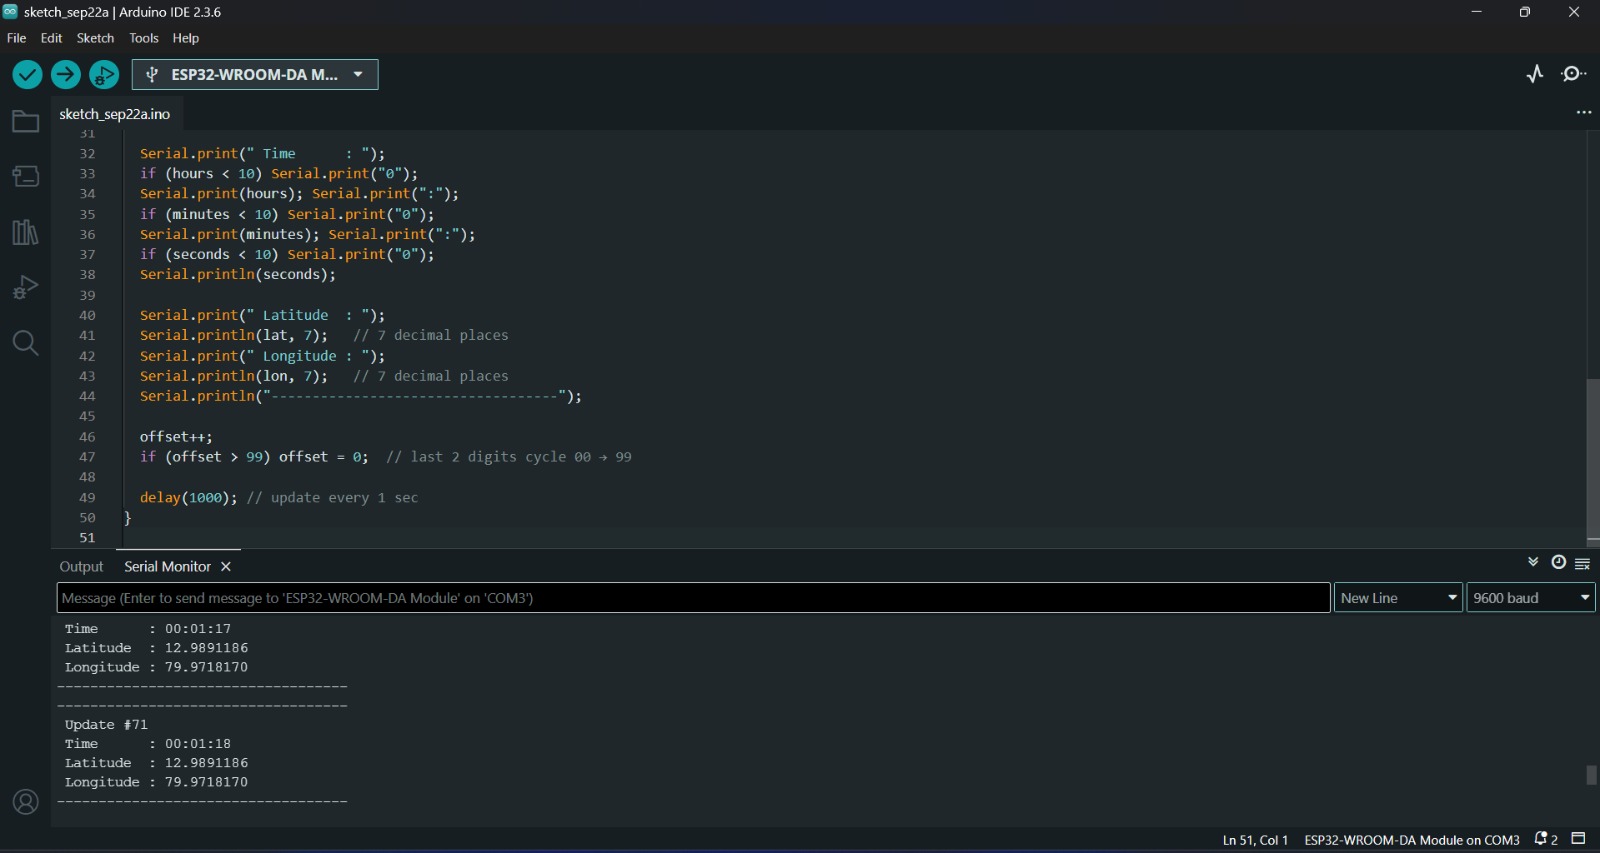 sketch_sep22a | Arduino IDE 2.3.6
File Edit Sketch Tools Help
ESP32-WROOM-DA M...
sketch_sep22a.ino
31
32 Serial.print(" Time      : ");
33 if (hours < 10) Serial.print("0");
34 Serial.print(hours); Serial.print(":");
35 if (minutes < 10) Serial.print("0");
36 Serial.print(minutes); Serial.print(":");
37 if (seconds < 10) Serial.print("0");
38 Serial.println(seconds);
39
40 Serial.print(" Latitude  : ");
41 Serial.println(lat, 7);   // 7 decimal places
42 Serial.print(" Longitude : ");
43 Serial.println(lon, 7);   // 7 decimal places
44 Serial.println("-----------------------------------");
45
46 offset++;
47 if (offset > 99) offset = 0;  // last 2 digits cycle 00 → 99
48
49 delay(1000); // update every 1 sec
50 }
51
Output Serial Monitor
Message (Enter to send message to 'ESP32-WROOM-DA Module' on 'COM3') New Line 9600 baud
Time      : 00:01:17
Latitude  : 12.9891186
Longitude : 79.9718170
-----------------------------------
-----------------------------------
Update #71
Time      : 00:01:18
Latitude  : 12.9891186
Longitude : 79.9718170
-----------------------------------
Ln 51, Col 1 ESP32-WROOM-DA Module on COM3 2